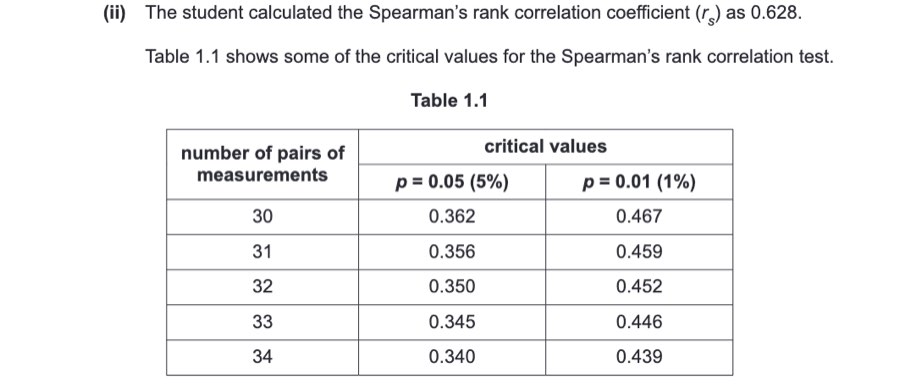 (ii) The student calculated the Spearman's rank correlation coefficient (rs) as 0.628.
Table 1.1 shows some of the critical values for the Spearman's rank correlation test.
Table 1.1
number of pairs of measurements | critical values
p = 0.05 (5%) | p = 0.01 (1%)
30 | 0.362 | 0.467
31 | 0.356 | 0.459
32 | 0.350 | 0.452
33 | 0.345 | 0.446
34 | 0.340 | 0.439